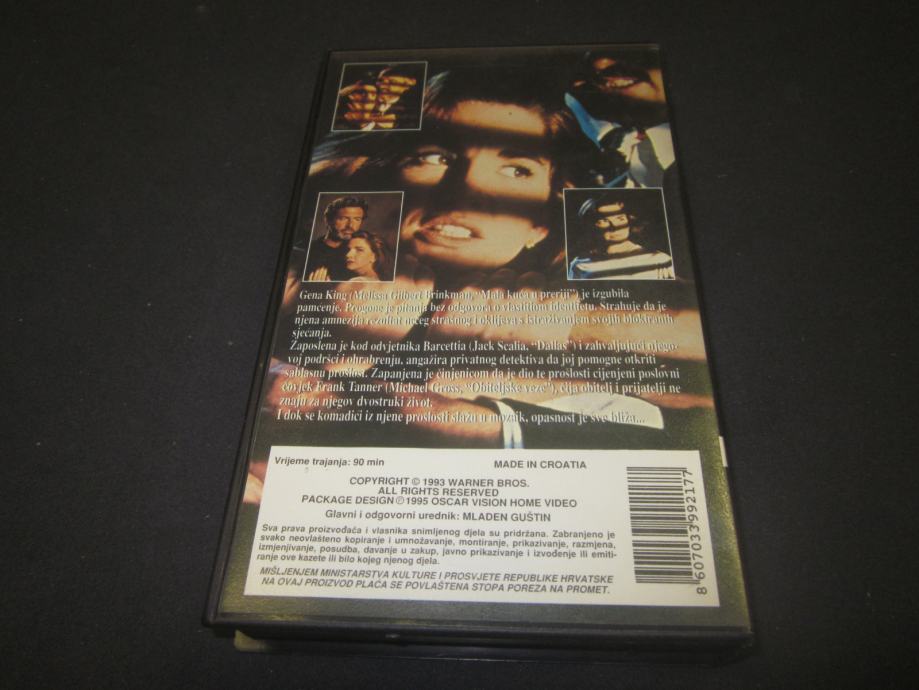 Gena King (Melissa Gilbert Brinkman, "Mala kuća u preriji") je izgubila
pamćenje. Progone je pitanja bez odgovora o vlastitom identitetu. Strahuje da je
njena amnezija rezultat nečeg strašnog i oklijeva s istraživanjem svojih blokiranih
sjećanja.
Zaposlena je kod odvjetnika Barcettia (Jack Scalia, "Dallas") i zahvaljujući njego-
voj podršci i ohrabrenju, angažira privatnog detektiva da joj pomogne otkriti
sablasnu prošlost. Zapanjena je činjenicom da je dio te prošlosti cijenjeni poslovni
čovjek Frank Tanner (Michael Gross, "Obiteljske veze"), čija obitelj i prijatelji ne
znaju za njegov dvostruki život.
I dok se komadići iz njene prošlosti slažu u mozaik, opasnost je sve bliža...
Vrijeme trajanja: 90 min MADE IN CROATIA
COPYRIGHT © 1993 WARNER BROS.
ALL RIGHTS RESERVED
PACKAGE DESIGN ℗ 1995 OSCAR VISION HOME VIDEO
Glavni i odgovorni urednik: MLADEN GUŠTIN
Sva prava proizvođača i vlasnika snimljenog djela su pridržana. Zabranjeno je
svako neovlašteno kopiranje i umnožavanje, montiranje, prikazivanje, razmjena,
izmjenjivanje, posudba, davanje u zakup, javno prikazivanje i izvođenje ili emiti-
ranje ove kazete ili bilo kojeg njenog djela.
MIŠLJENJEM MINISTARSTVA KULTURE I PROSVJETE REPUBLIKE HRVATSKE
NA OVAJ PROIZVOD PLAĆA SE POVLAŠTENA STOPA POREZA NA PROMET.
8607033992177